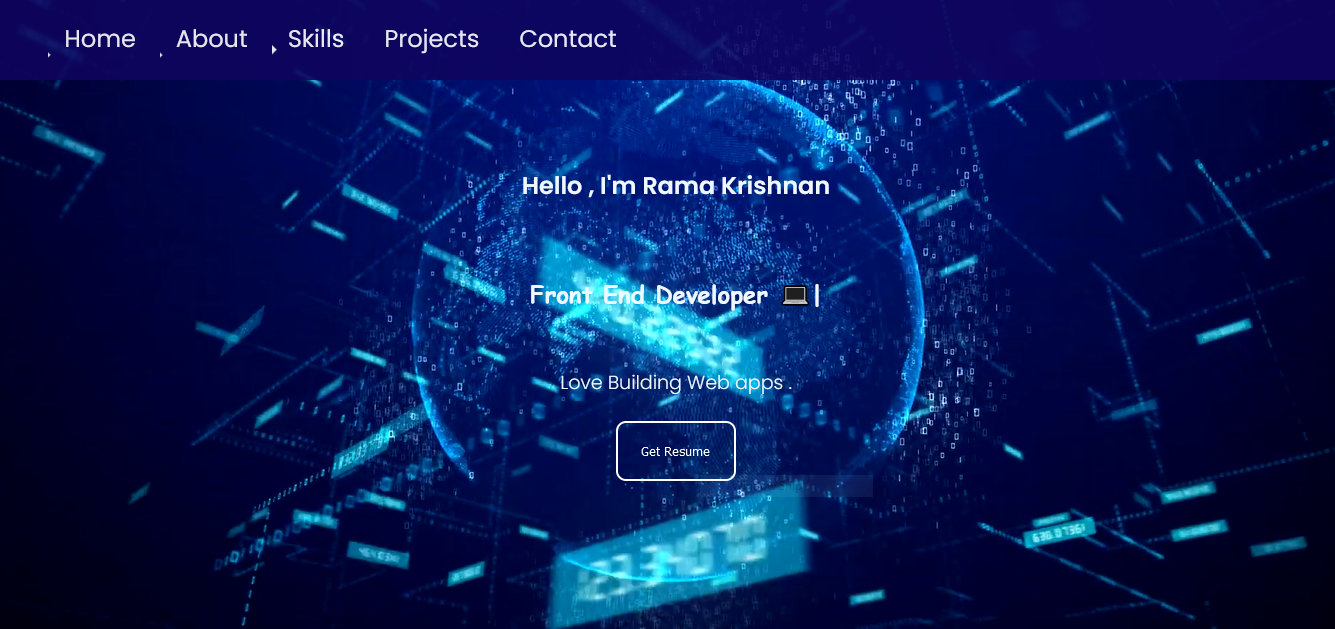 Home About Skills Projects Contact
Hello , I'm Rama Krishnan
Front End Developer 💻|
Love Building Web apps .
Get Resume